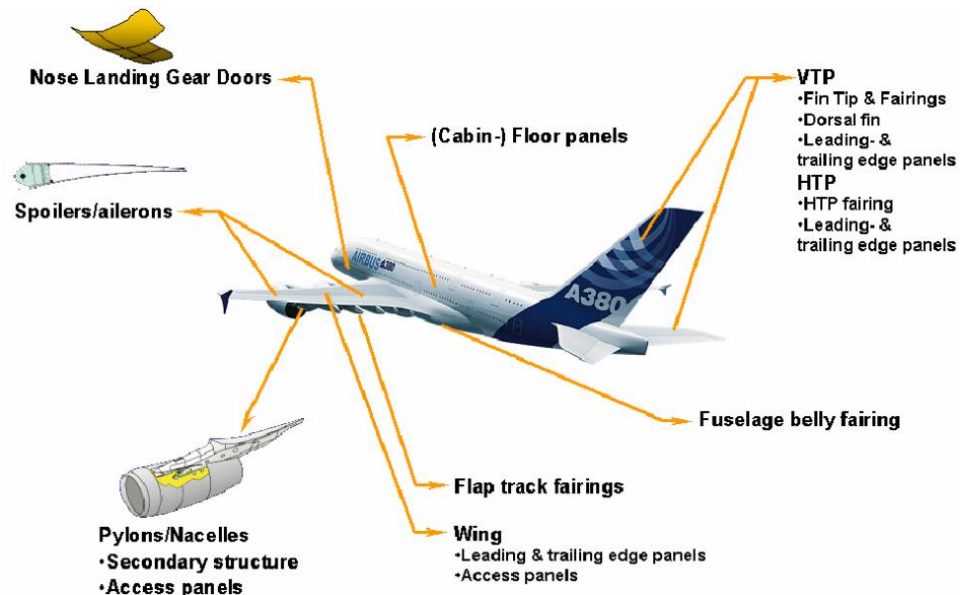 Nose Landing Gear Doors
(Cabin-) Floor panels
VTP
•Fin Tip & Fairings
•Dorsal fin
•Leading- &
trailing edge panels
HTP
•HTP fairing
•Leading- &
trailing edge panels
Spoilers/ailerons
AIRBUS A380
A380
Fuselage belly fairing
Flap track fairings
Pylons/Nacelles
•Secondary structure
•Access panels
Wing
•Leading & trailing edge panels
•Access panels